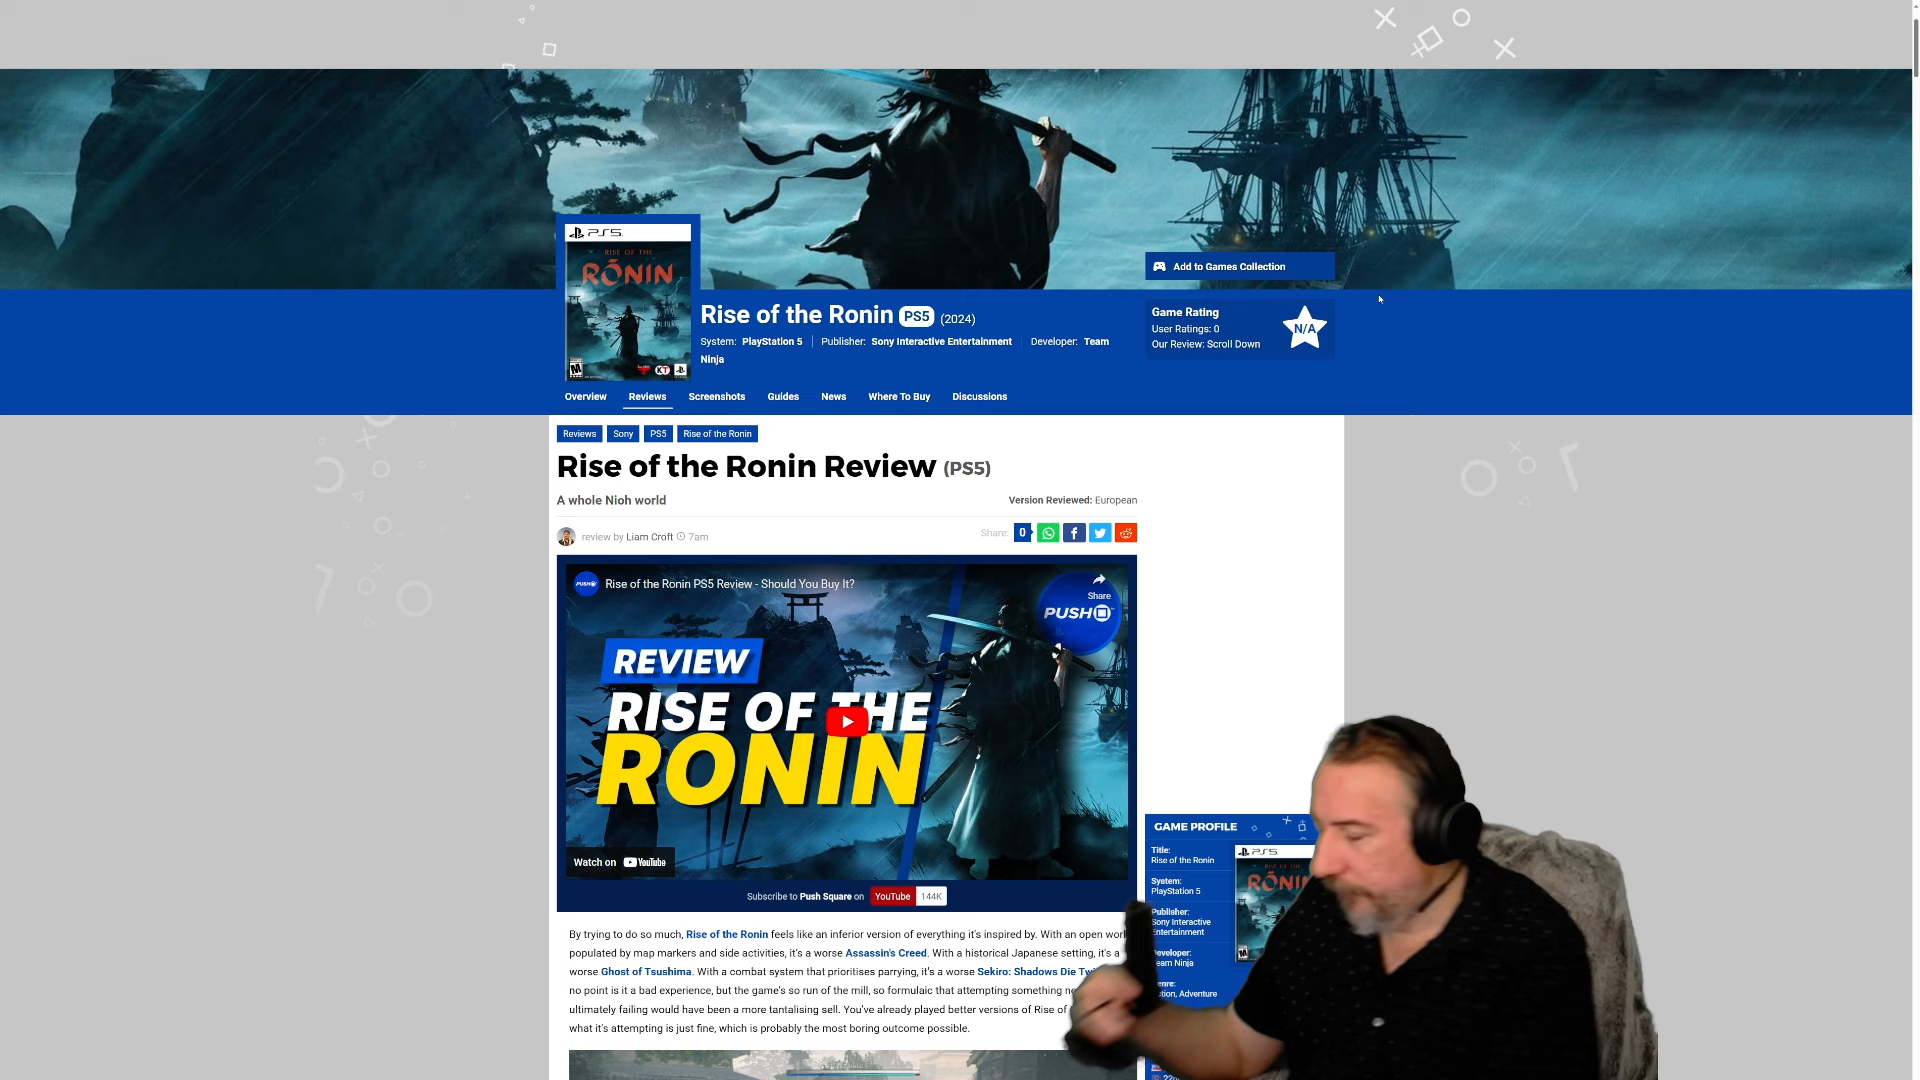 PS5
RISE OF THE
RŌNIN
Add to Games Collection
Rise of the Ronin PS5 (2024)
System: PlayStation 5 Publisher: Sony Interactive Entertainment Developer: Team
Ninja
Game Rating
User Ratings: 0
Our Review: Scroll Down
N/A
Overview Reviews Screenshots Guides News Where To Buy Discussions
Reviews Sony PS5 Rise of the Ronin
Rise of the Ronin Review (PS5)
A whole Nioh world
Version Reviewed: European
review by Liam Croft 7am
Share: 0
PUSH Rise of the Ronin PS5 Review - Should You Buy It?
Share
PUSH
REVIEW
RISE OF THE
RONIN
Watch on YouTube
Subscribe to Push Square on YouTube 144K
By trying to do so much, Rise of the Ronin feels like an inferior version of everything it's inspired by. With an open
populated by map markers and side activities, it's a worse Assassin's Creed. With a historical Japanese setting, it's a
worse Ghost of Tsushima. With a combat system that prioritises parrying, it's a worse Sekiro: Shadows Die
no point is it a bad experience, but the game's so run of the mill, so formulaic that attempting something
ultimately failing would have been a more tantalising sell. You've already played better versions of Rise of
what it's attempting is just fine, which is probably the most boring outcome possible.
GAME PROFILE
Title:
Rise of the Ronin
System:
PlayStation 5
Publisher:
Sony Interactive
Entertainment
Ninja
Adventure
PS5
RISE OF THE